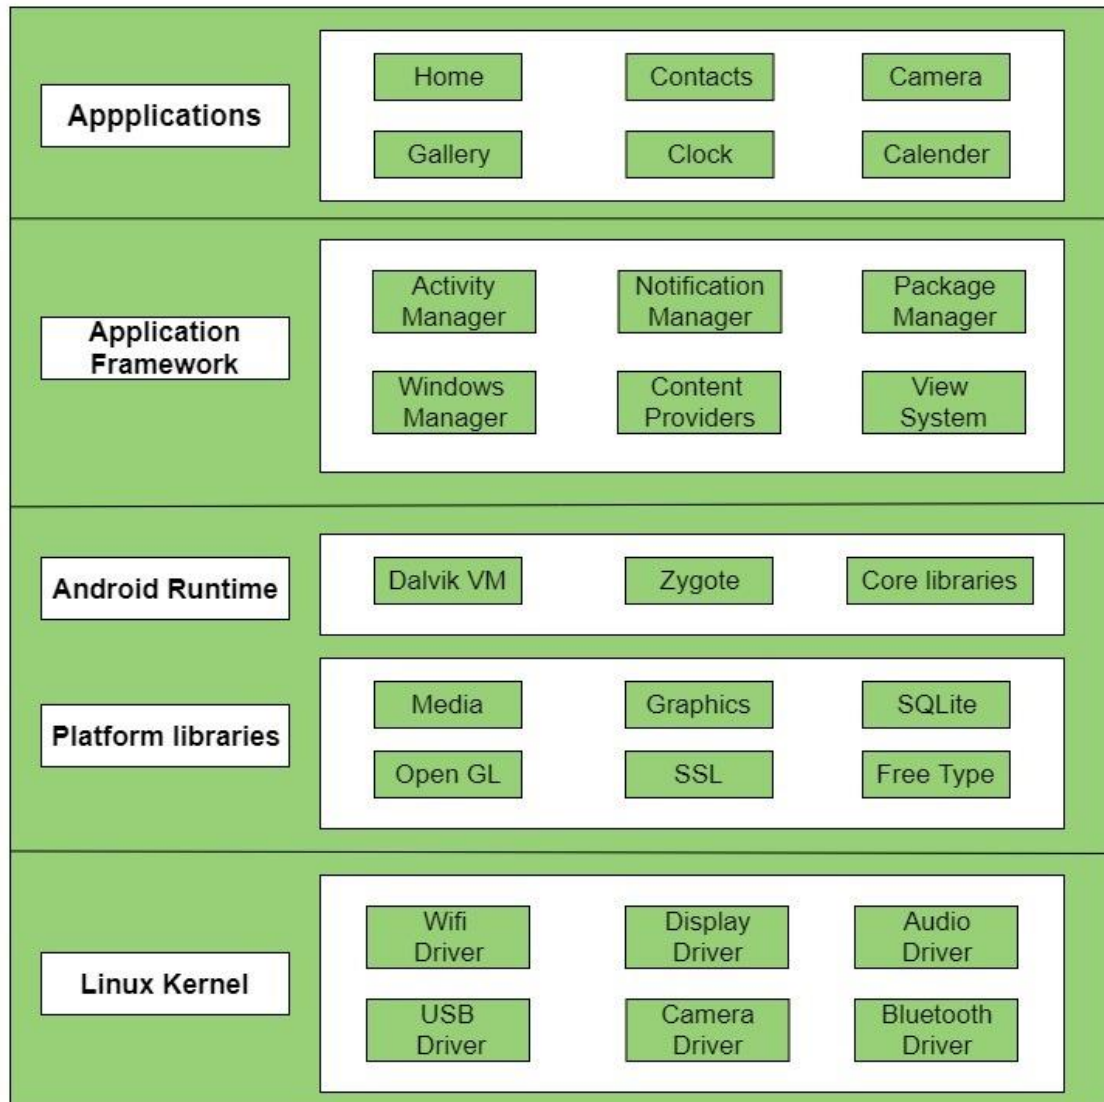 Appplications
Home
Contacts
Camera
Gallery
Clock
Calender
Application
Framework
Activity
Manager
Notification
Manager
Package
Manager
Windows
Manager
Content
Providers
View
System
Android Runtime
Dalvik VM
Zygote
Core libraries
Platform libraries
Media
Graphics
SQLite
Open GL
SSL
Free Type
Linux Kernel
Wifi
Driver
Display
Driver
Audio
Driver
USB
Driver
Camera
Driver
Bluetooth
Driver